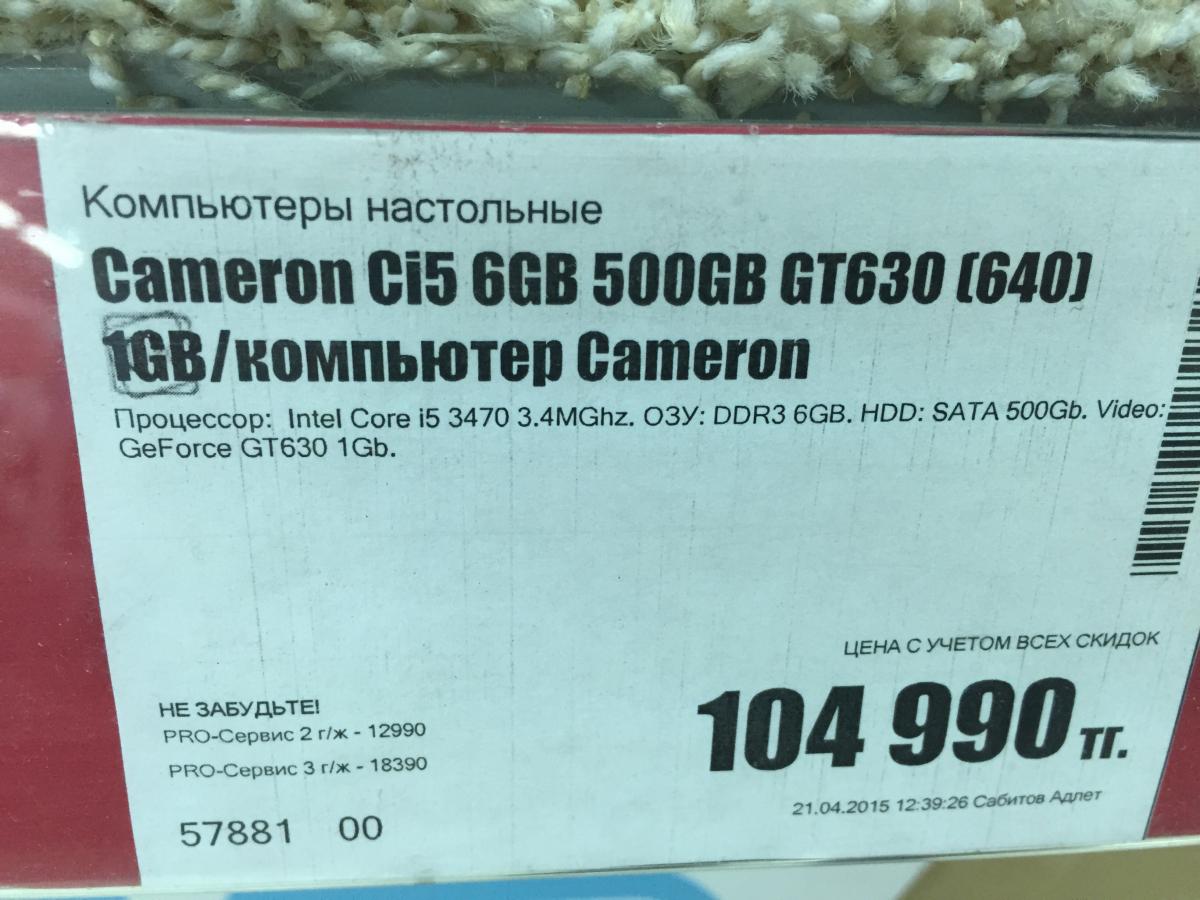 Компьютеры настольные
Cameron Ci5 6GB 500GB GT630 (640)
1GB/компьютер Cameron
Процессор: Intel Core i5 3470 3.4MGhz. ОЗУ: DDR3 6GB. HDD: SATA 500Gb. Video:
GeForce GT630 1Gb.
ЦЕНА С УЧЕТОМ ВСЕХ СКИДОК
104 990 тг.
НЕ ЗАБУДЬТЕ!
PRO-Сервис 2 г/ж - 12990
PRO-Сервис 3 г/ж - 18390
21.04.2015 12:39:26 Сабитов Адлет
57881 00